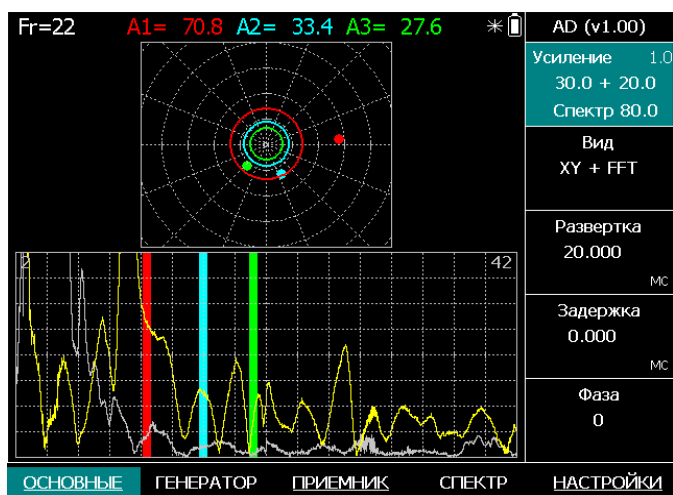 Fr=22 A1= 70.8 A2= 33.4 A3= 27.6
AD (v1.00)
Усиление 1.0
30.0 + 20.0
Спектр 80.0
Вид
XY + FFT
Развертка
20.000
МС
Задержка
0.000
МС
Фаза
0
2 42
ОСНОВНЫЕ ГЕНЕРАТОР ПРИЕМНИК СПЕКТР НАСТРОЙКИ